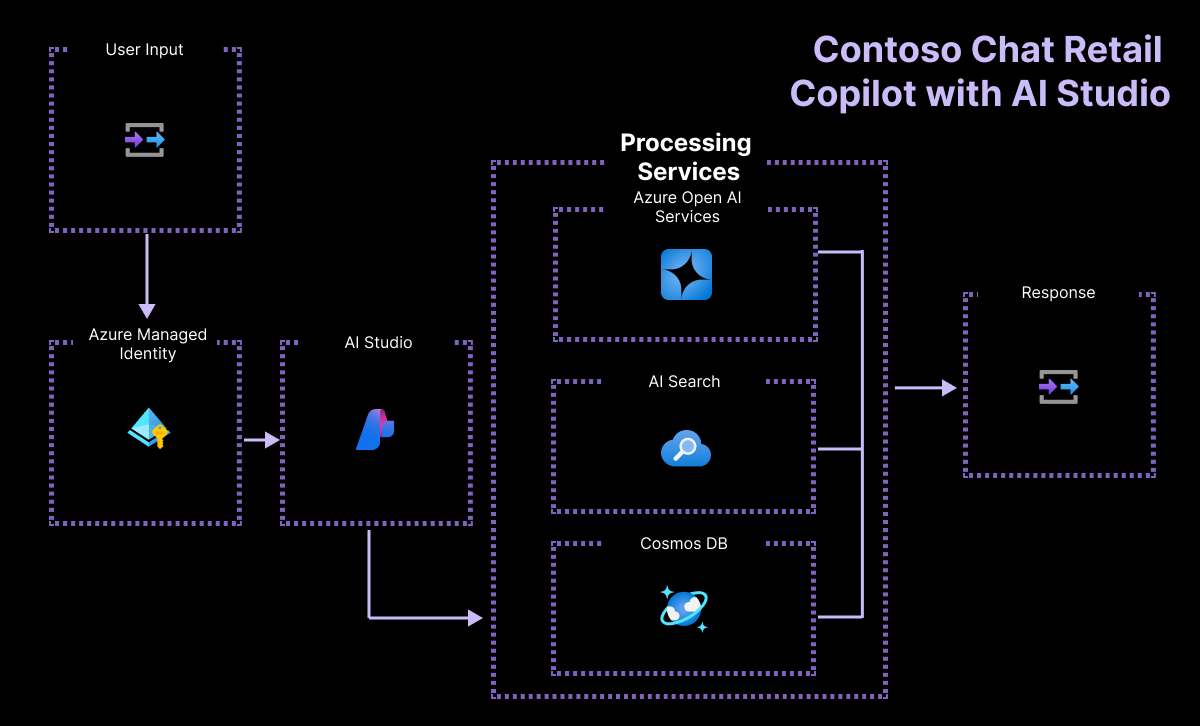 Contoso Chat Retail
Copilot with AI Studio
User Input
Azure Managed
Identity
AI Studio
Processing
Services
Azure Open AI
Services
AI Search
Cosmos DB
Response